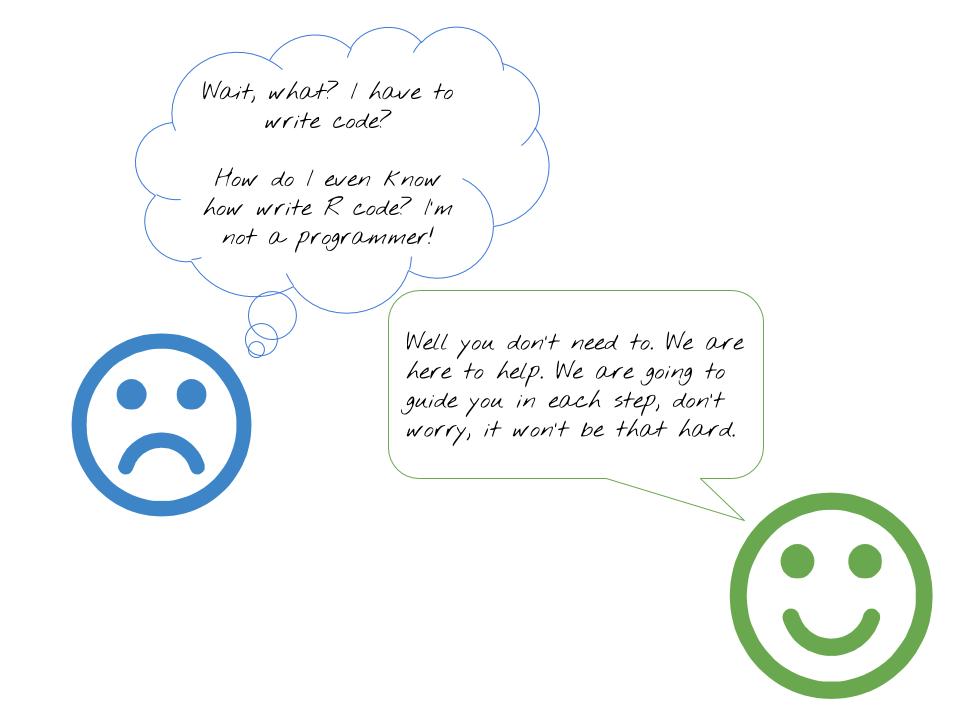 Wait, what? I have to
write code?
How do I even know
how write R code? I'm
not a programmer!
Well you don't need to. We are
here to help. We are going to
guide you in each step, don't
worry, it won't be that hard.